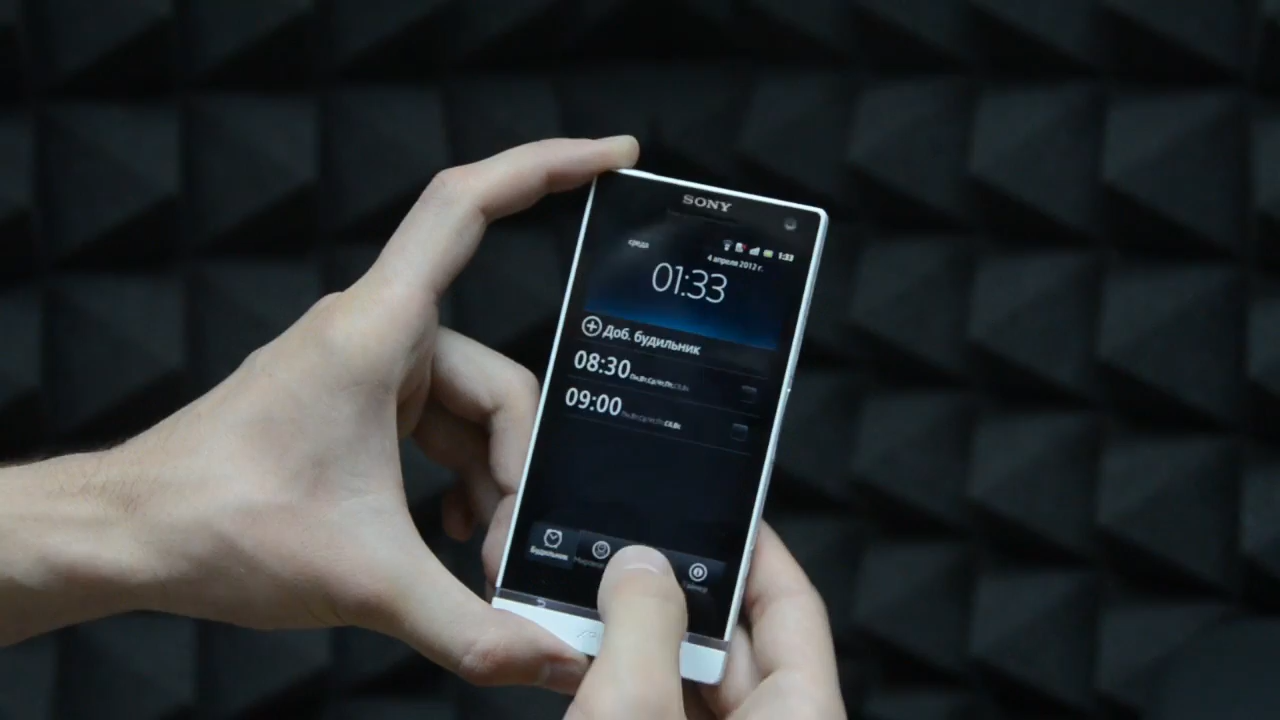 SONY
среда
1:33
4 апреля 2012 г.
01:33
Доб. будильник
08:30
09:00
Будильник